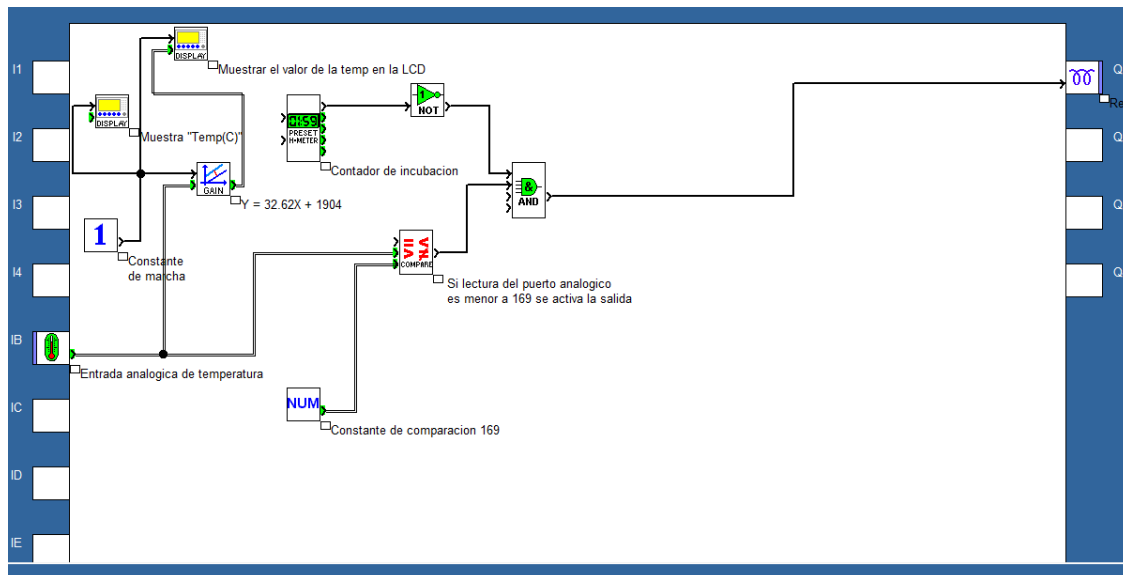 DISPLAY
I1
Muestrar el valor de la temp en la LCD
Q
1
NOT
01:59
PRESET
H-METER
DISPLAY
Muestra "Temp(C)"
Re
I2
Q
Contador de incubacion
GAIN
&
AND
I3
Y = 32.62X + 1904
Q
1
Constante
de marcha
COMPARE
I4
Si lectura del puerto analogico
es menor a 169 se activa la salida
Q
IB
Entrada analogica de temperatura
IC
NUM
Constante de comparacion 169
ID
IE